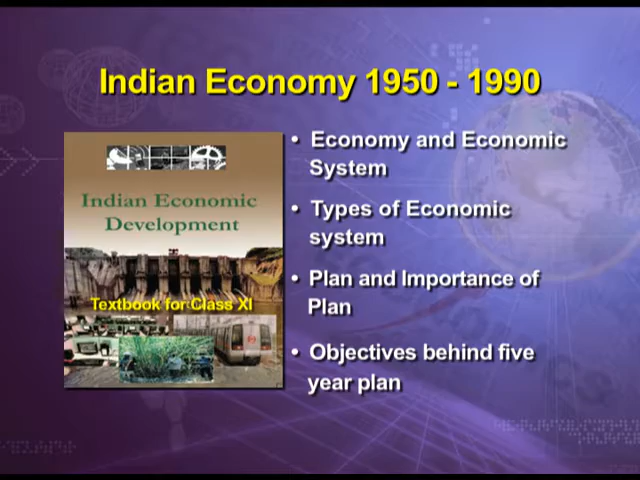 Indian Economy 1950 - 1990
Indian Economic
Development
Textbook for Class XI
• Economy and Economic
System
• Types of Economic
system
• Plan and Importance of
Plan
• Objectives behind five
year plan